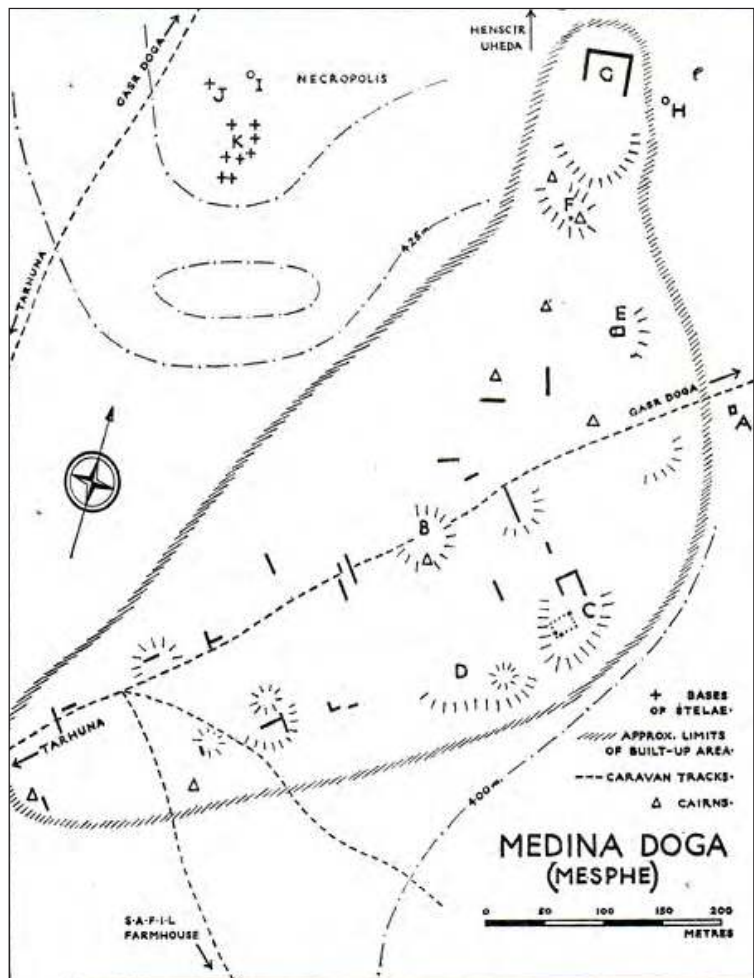 GASR DOGA
HENSCIR
UHEDA
J
I
NECROPOLIS
K
G
H
F
TARHUNA
425m.
E
GASR DOGA
A
B
C
D
TARHUNA
+ BASES
OF STELAE.
APPROX. LIMITS
OF BUILT-UP AREA.
CARAVAN TRACKS.
CAIRNS.
400m.
MEDINA DOGA
(MESPHE)
0 50 100 150 200
METRES
S·A·F·I·L
FARMHOUSE